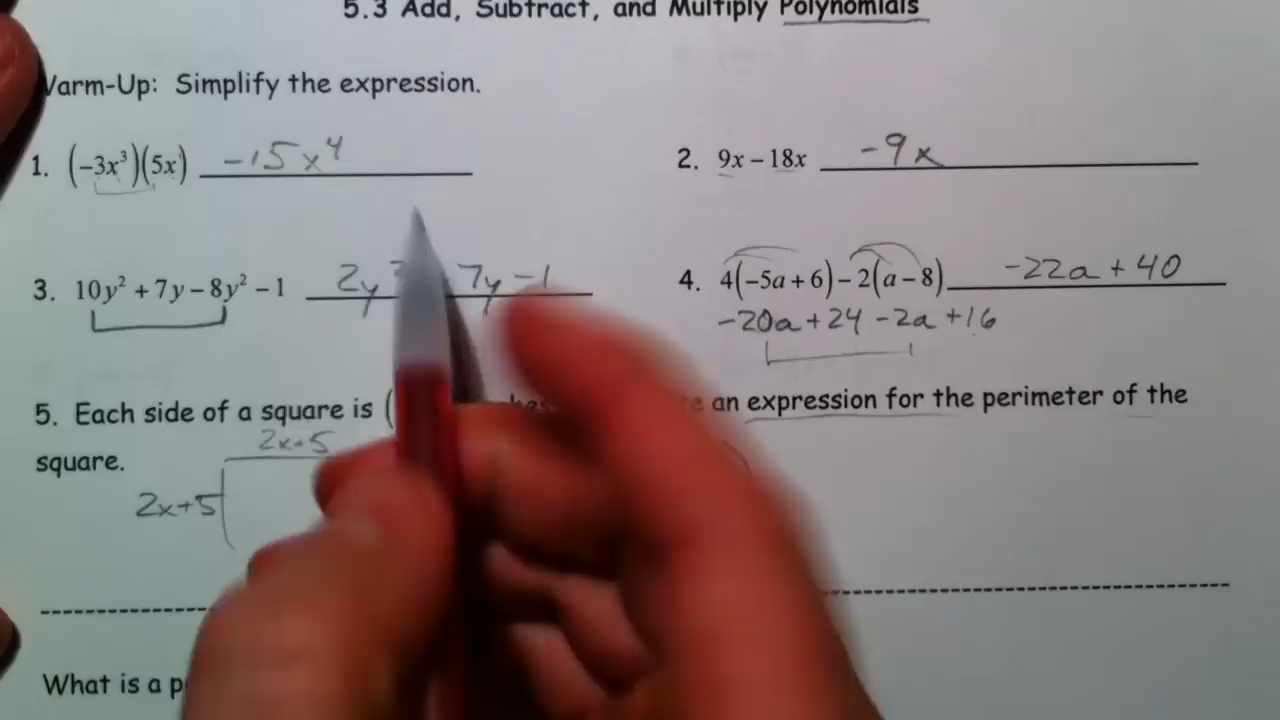 5.3 Add, Subtract, and Multiply Polynomials
Warm-Up: Simplify the expression.
1. (-3x³)(5x) -15x⁴
2. 9x - 18x -9x
3. 10y² + 7y - 8y² - 1 2y² 7y - 1
4. 4(-5a + 6) - 2(a - 8) -22a + 40
-20a + 24 - 2a + 16
5. Each side of a square is ( an expression for the perimeter of the
square.
2x+5
2x+5
What is a p